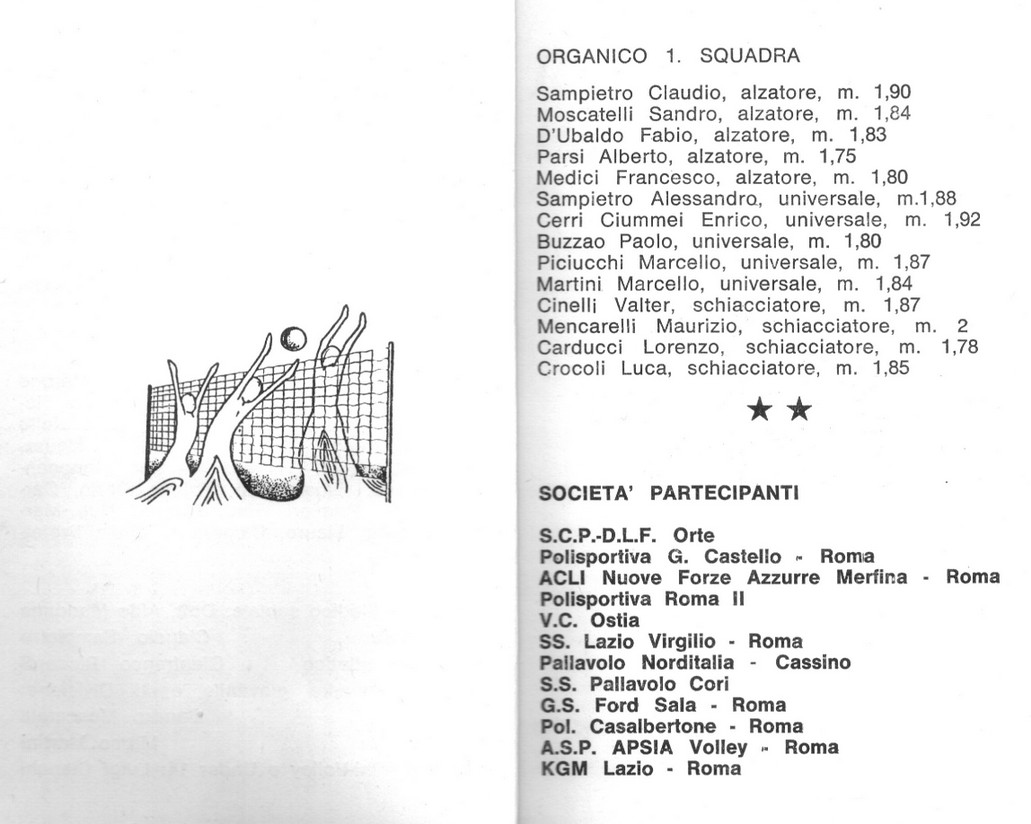 ORGANICO 1. SQUADRA
Sampietro Claudio, alzatore, m. 1,90
Moscatelli Sandro, alzatore, m. 1,84
D'Ubaldo Fabio, alzatore, m. 1,83
Parsi Alberto, alzatore, m. 1,75
Medici Francesco, alzatore, m. 1,80
Sampietro Alessandro, universale, m.1,88
Cerri Ciummei Enrico, universale, m. 1,92
Buzzao Paolo, universale, m. 1,80
Piciucchi Marcello, universale, m. 1,87
Martini Marcello, universale, m. 1,84
Cinelli Valter, schiacciatore, m. 1,87
Mencarelli Maurizio, schiacciatore, m. 2
Carducci Lorenzo, schiacciatore, m. 1,78
Crocoli Luca, schiacciatore, m. 1,85
SOCIETA' PARTECIPANTI
S.C.P.-D.L.F. Orte
Polisportiva G. Castello - Roma
ACLI Nuove Forze Azzurre Merfina - Roma
Polisportiva Roma II
V.C. Ostia
SS. Lazio Virgilio - Roma
Pallavolo Norditalia - Cassino
S.S. Pallavolo Cori
G.S. Ford Sala - Roma
Pol. Casalbertone - Roma
A.S.P. APSIA Volley - Roma
KGM Lazio - Roma